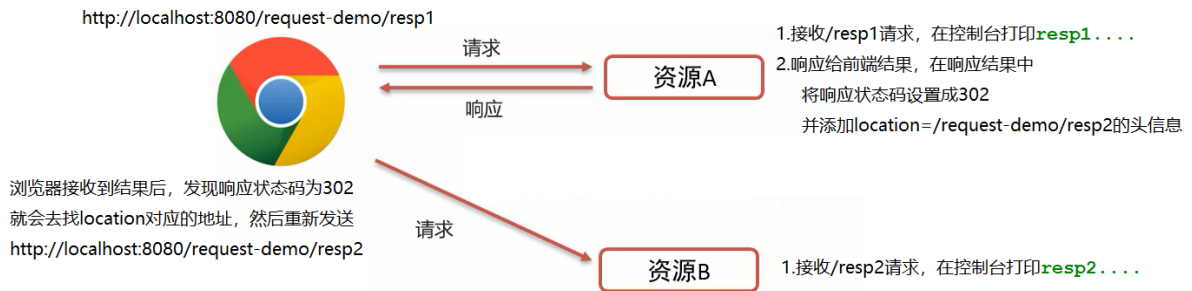 http://localhost:8080/request-demo/resp1
请求
响应
资源A
1.接收/resp1请求，在控制台打印resp1....
2.响应给前端结果，在响应结果中
将响应状态码设置成302
并添加location=/request-demo/resp2的头信息
浏览器接收到结果后，发现响应状态码为302
就会去找location对应的地址，然后重新发送
http://localhost:8080/request-demo/resp2
请求
资源B
1.接收/resp2请求，在控制台打印resp2....